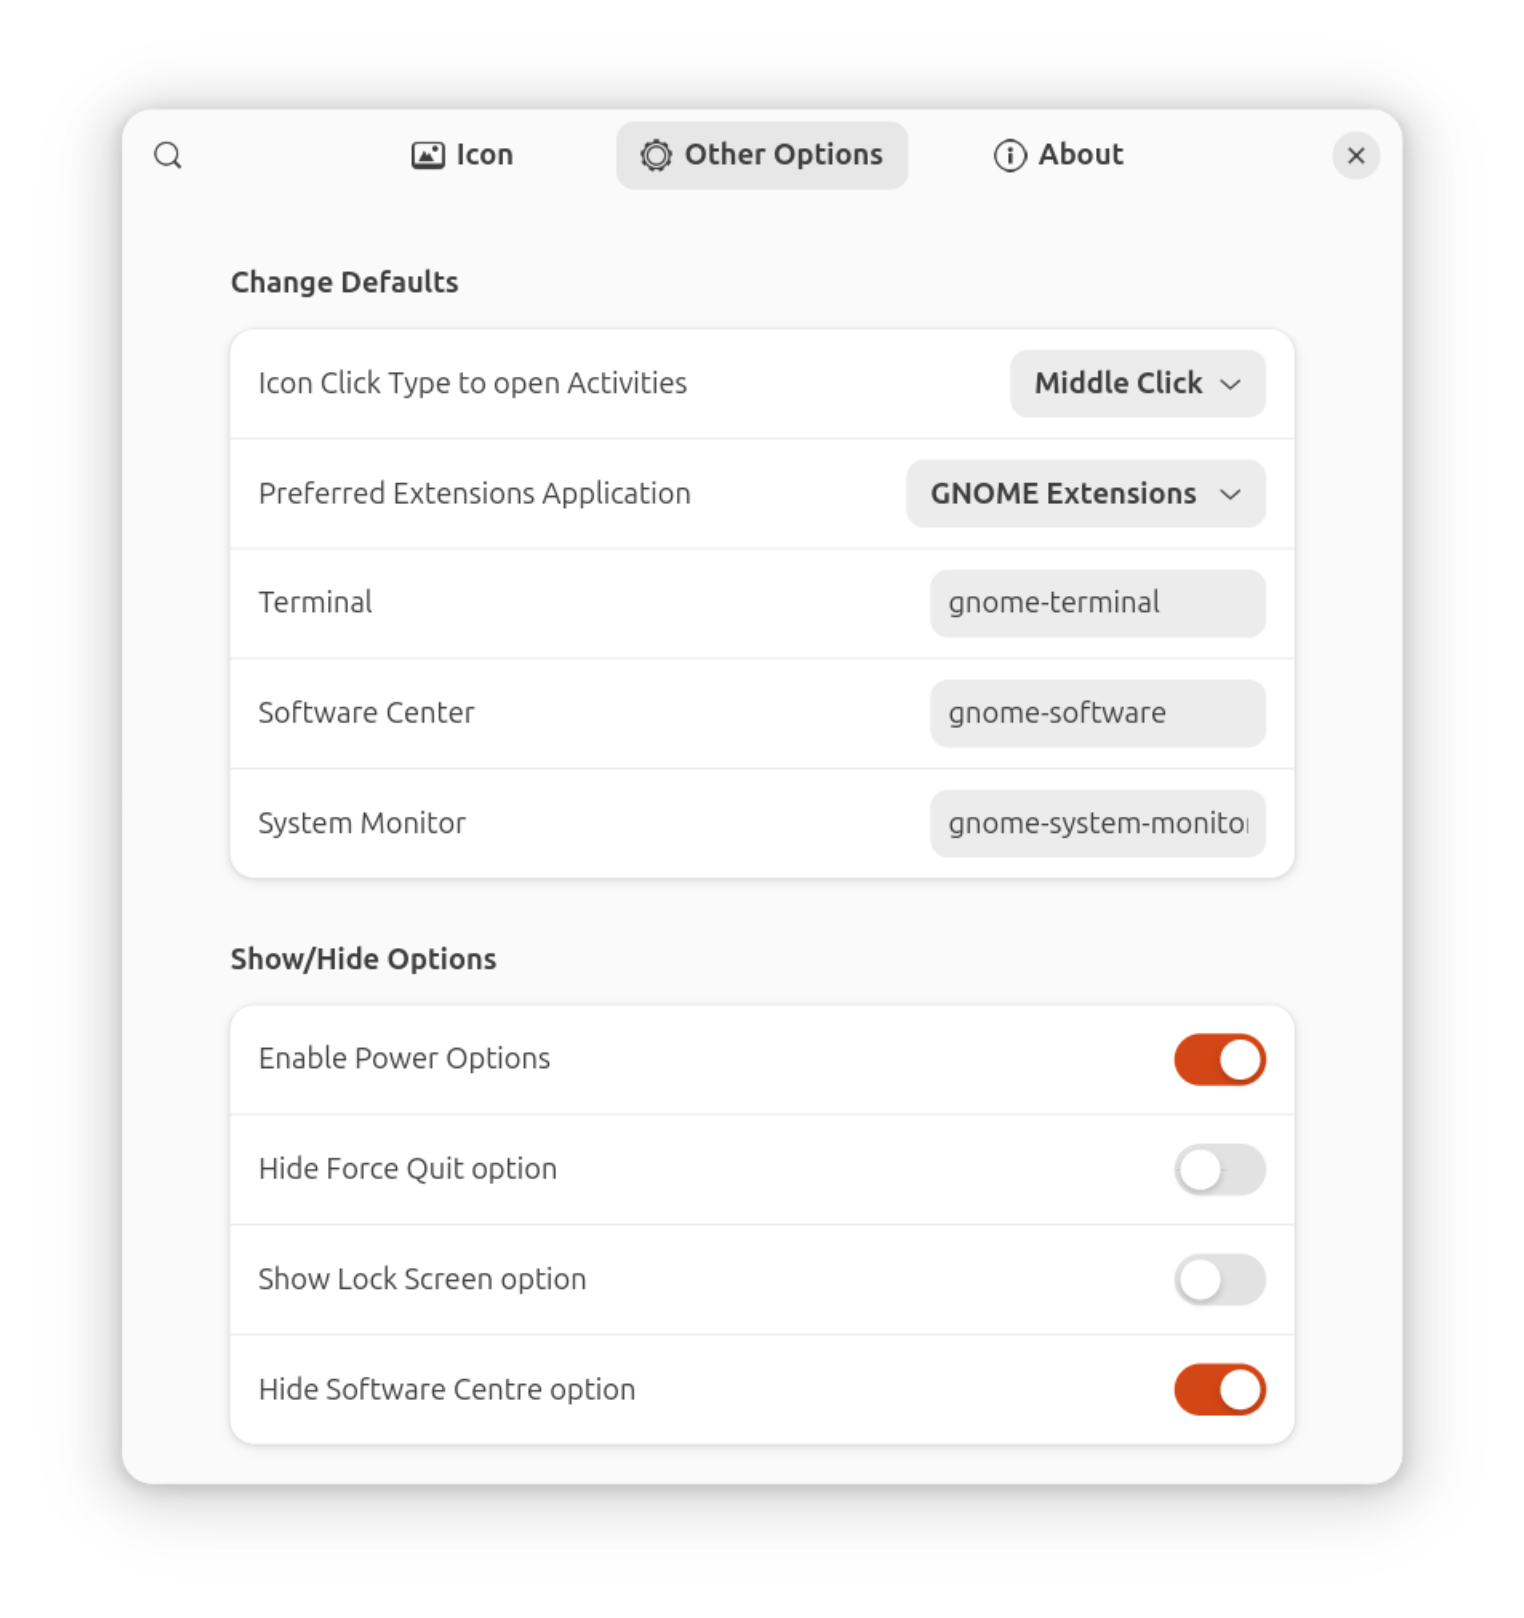 Icon
Other Options
About
Change Defaults
Icon Click Type to open Activities
Middle Click
Preferred Extensions Application
GNOME Extensions
Terminal
gnome-terminal
Software Center
gnome-software
System Monitor
gnome-system-monitor
Show/Hide Options
Enable Power Options
Hide Force Quit option
Show Lock Screen option
Hide Software Centre option